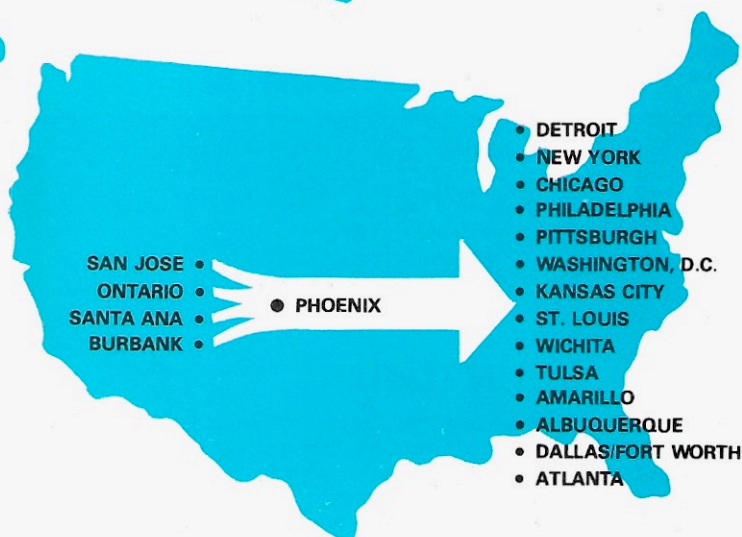 SAN JOSE
ONTARIO
SANTA ANA
BURBANK
PHOENIX
DETROIT
NEW YORK
CHICAGO
PHILADELPHIA
PITTSBURGH
WASHINGTON, D.C.
KANSAS CITY
ST. LOUIS
WICHITA
TULSA
AMARILLO
ALBUQUERQUE
DALLAS/FORT WORTH
ATLANTA